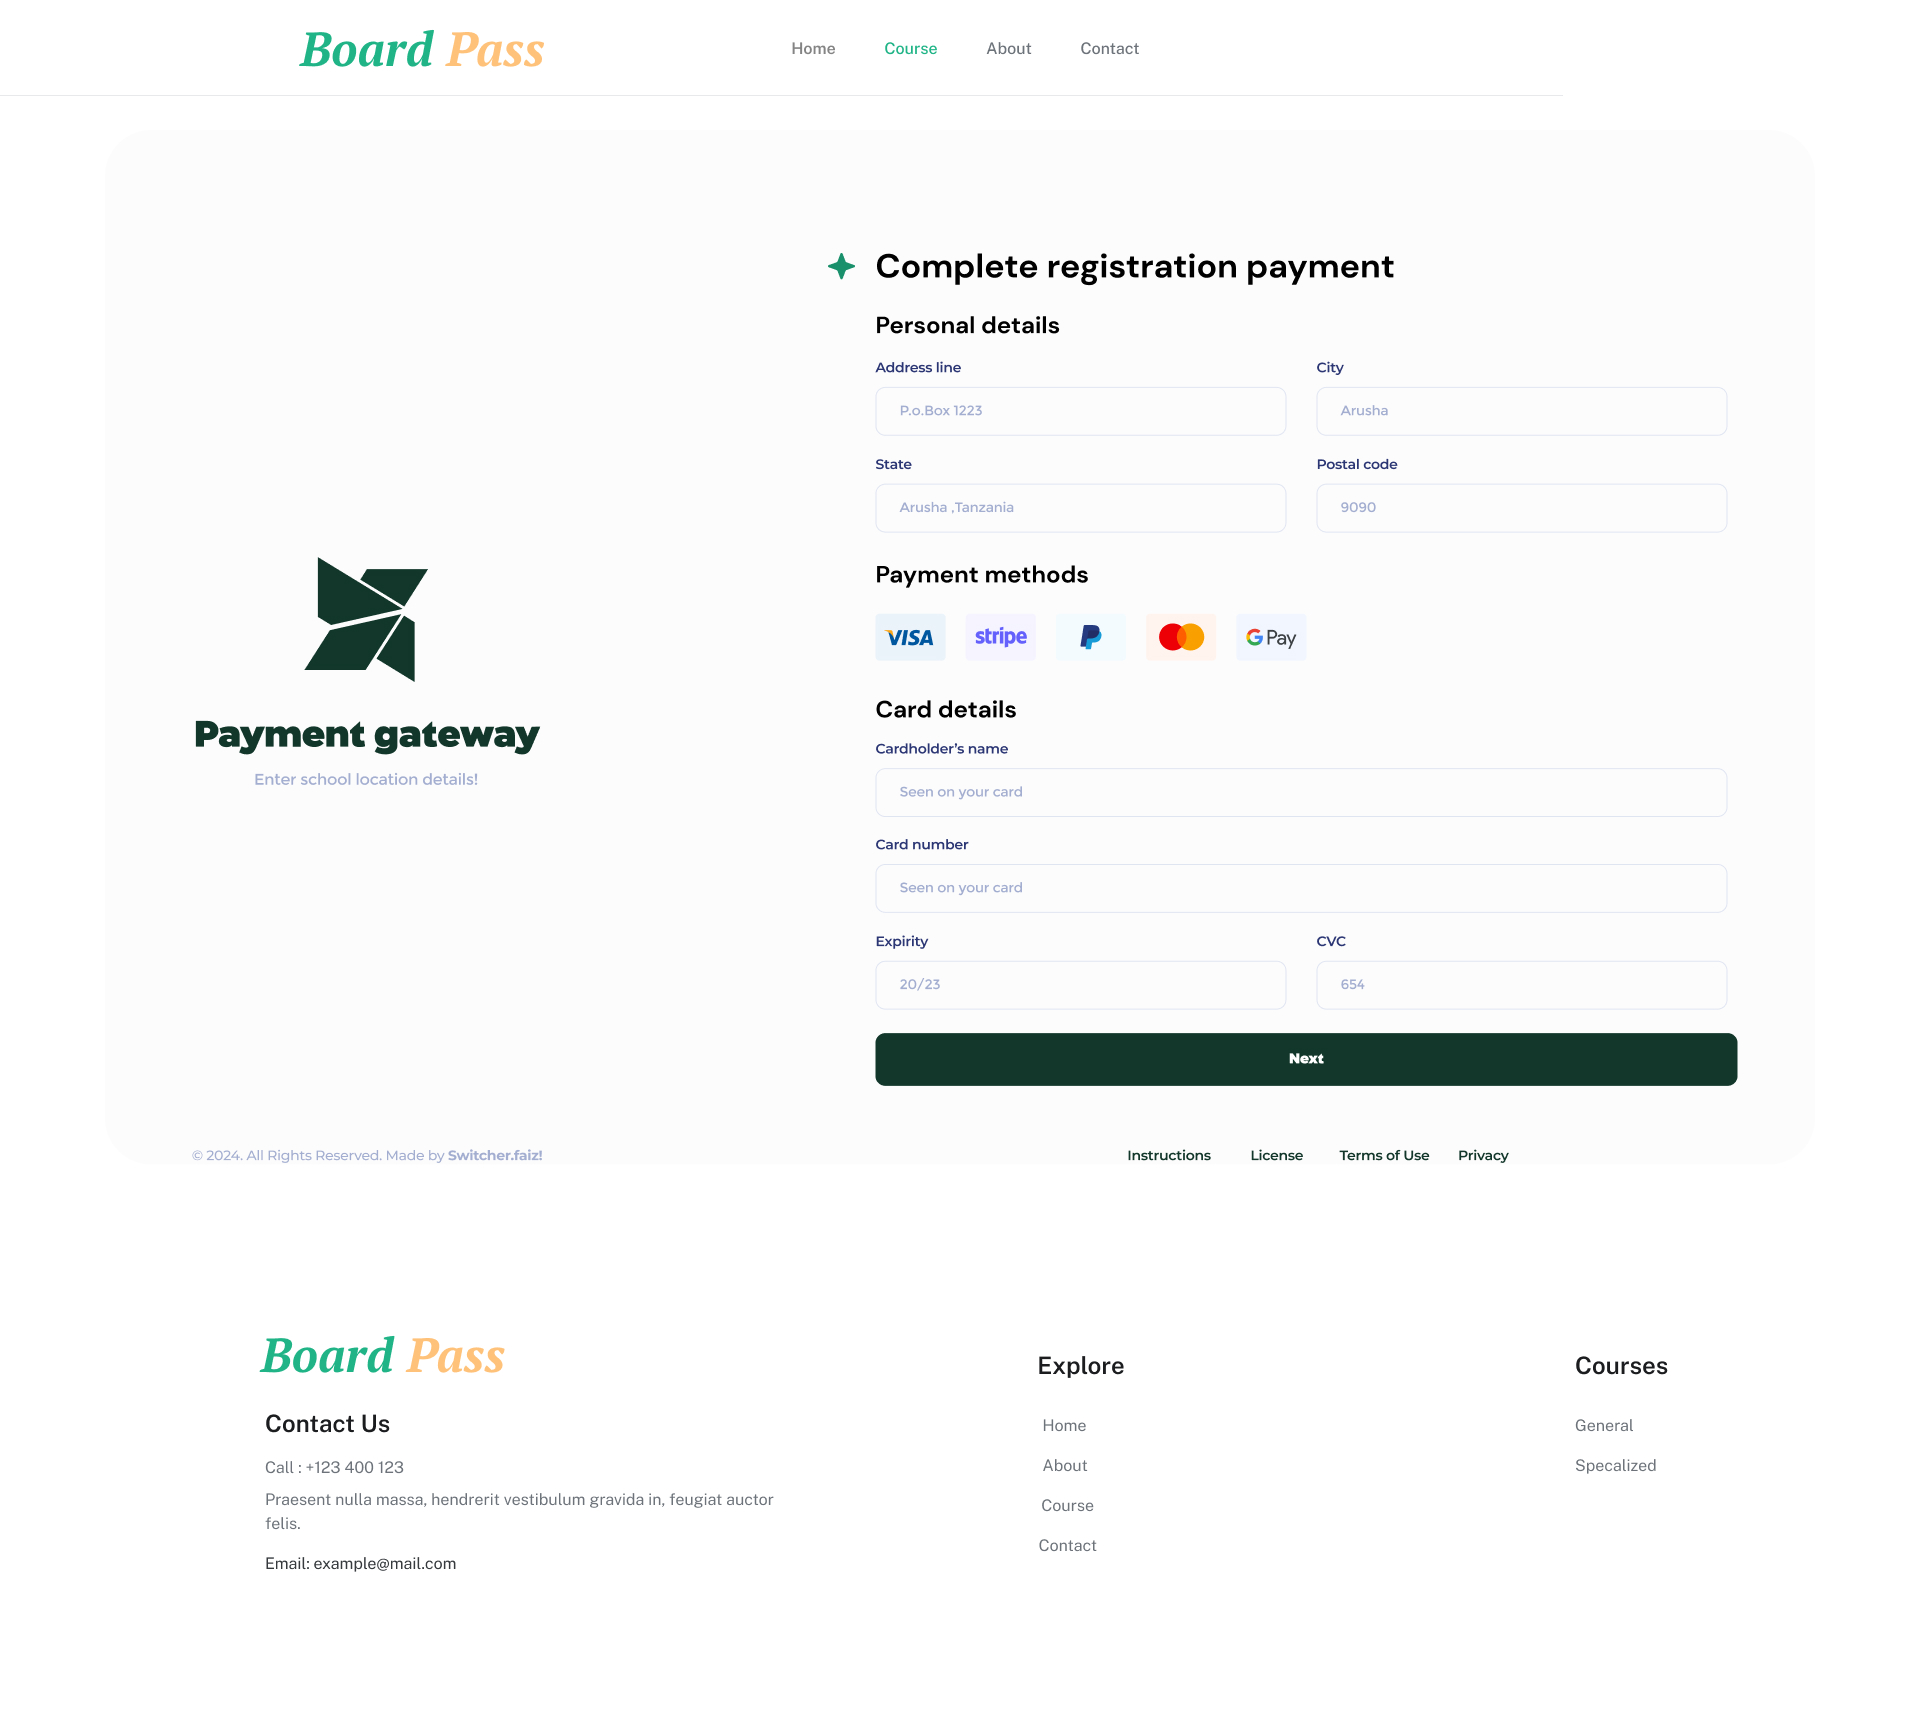 Board Pass
Home Course About Contact
Complete registration payment
Personal details
Address line City
P.o.Box 1223 Arusha
State Postal code
Arusha ,Tanzania 9090
Payment methods
VISA stripe P G Pay
Card details
Cardholder's name
Seen on your card
Card number
Seen on your card
Expirity CVC
20/23 654
Next
Payment gateway
Enter school location details!
© 2024. All Rights Reserved. Made by Switcher.faiz!
Instructions License Terms of Use Privacy
Board Pass
Contact Us
Call : +123 400 123
Praesent nulla massa, hendrerit vestibulum gravida in, feugiat auctor
felis.
Email: example@mail.com
Explore
Home
About
Course
Contact
Courses
General
Specalized